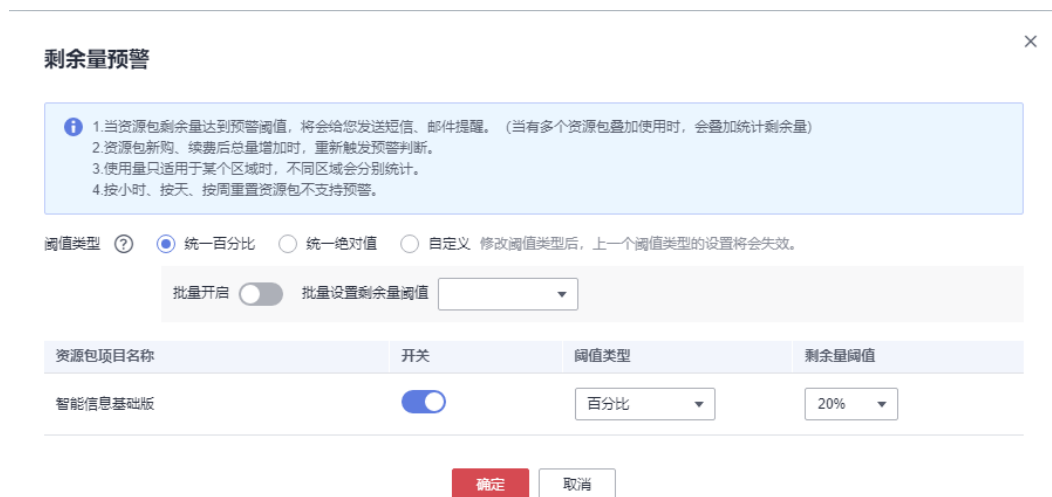 剩余量预警
1.当资源包剩余量达到预警阈值，将会给您发送短信、邮件提醒。（当有多个资源包叠加使用时，会叠加统计剩余量）
2.资源包新购、续费后总量增加时，重新触发预警判断。
3.使用量只适用于某个区域时，不同区域会分别统计。
4.按小时、按天、按周重置资源包不支持预警。
阈值类型 ? 统一百分比 统一绝对值 自定义 修改阈值类型后，上一个阈值类型的设置将会失效。
批量开启 批量设置剩余量阈值
资源包项目名称 开关 阈值类型 剩余量阈值
智能信息基础版 百分比 20%
确定 取消